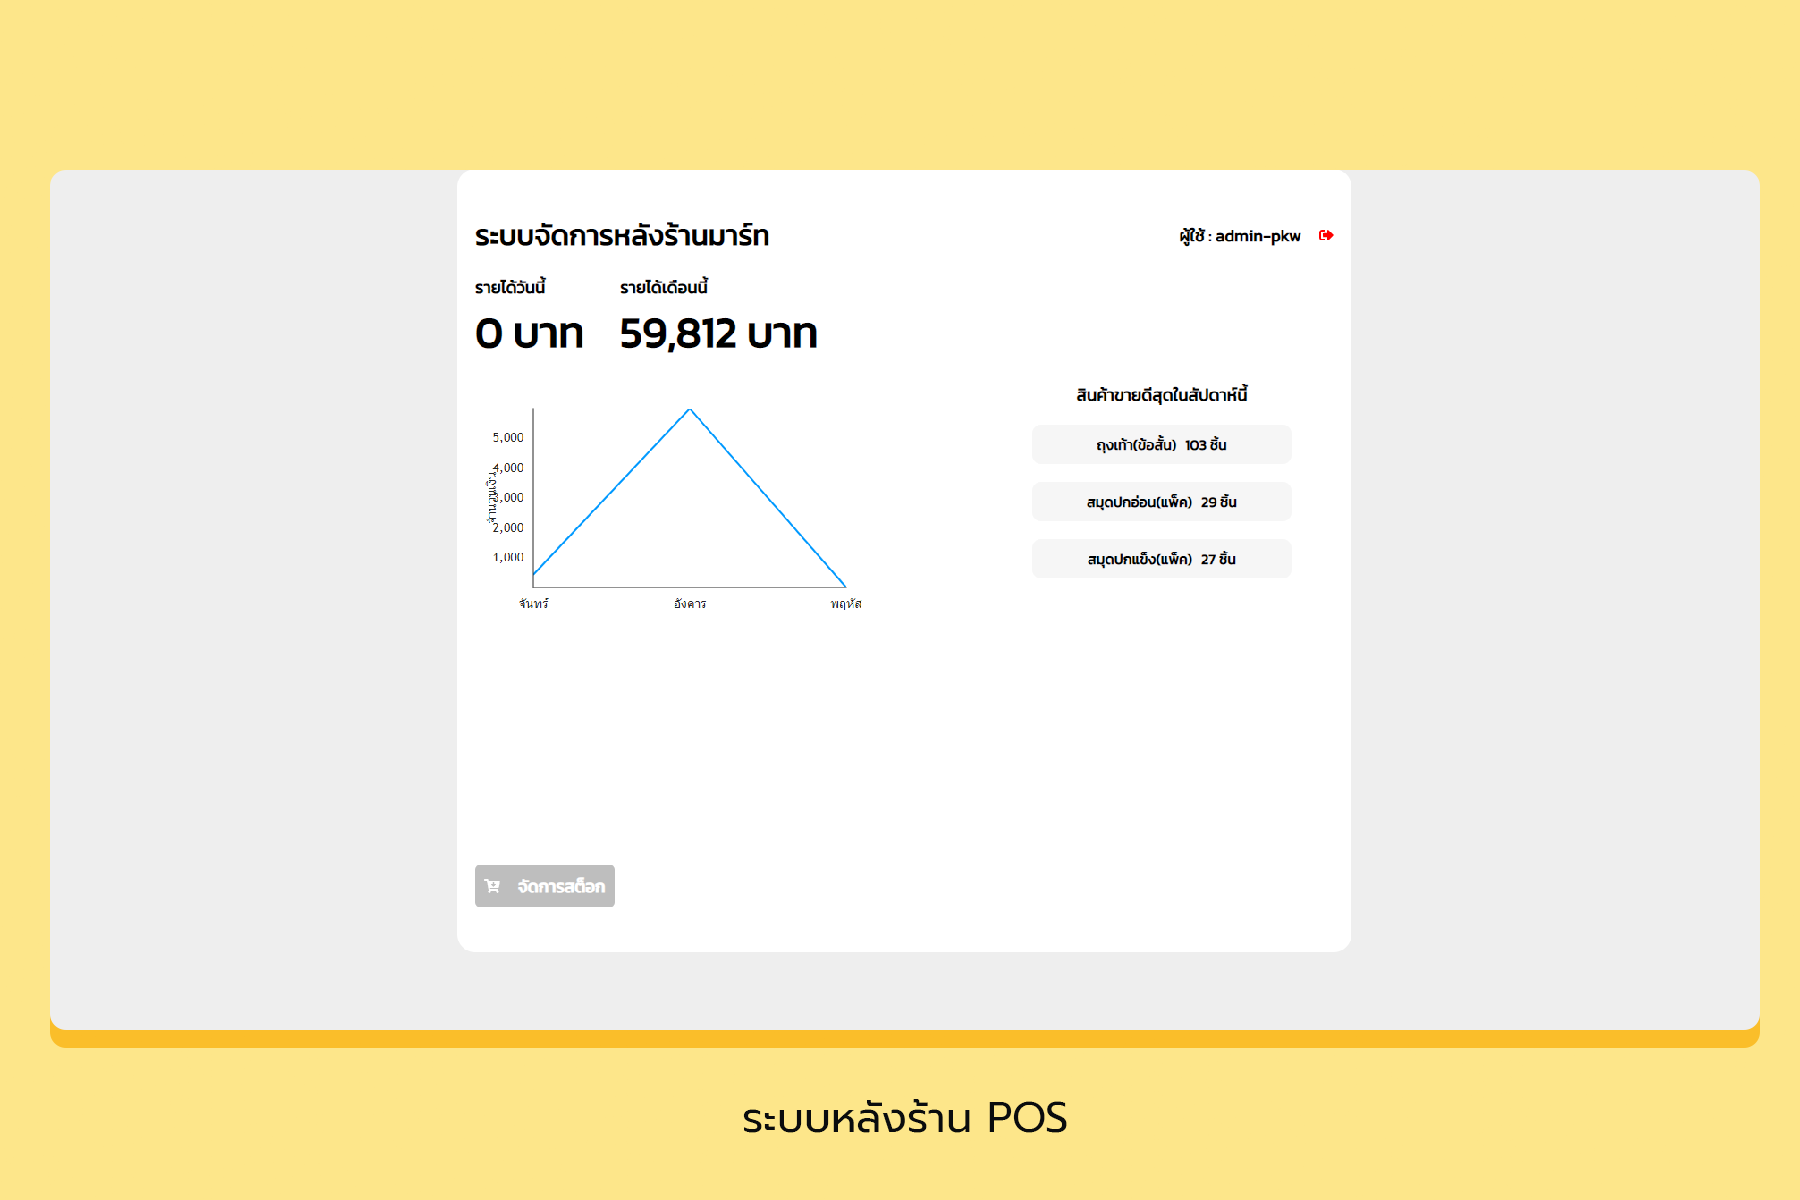 ระบบจัดการหลังร้านมาร์ท
ผู้ใช้ : admin-pkw
รายได้วันนี้ รายได้เดือนนี้
0 บาท 59,812 บาท
สินค้าขายดีสุดในสัปดาห์นี้
ถุงเท้า(ข้อสั้น) 103 ชิ้น
สมุดปกอ่อน(แพ็ค) 29 ชิ้น
สมุดปกแข็ง(แพ็ค) 27 ชิ้น
จำนวนเงิน
5,000
4,000
3,000
2,000
1,000
จันทร์ อังคาร พฤหัส
จัดการสต็อก
ระบบหลังร้าน POS